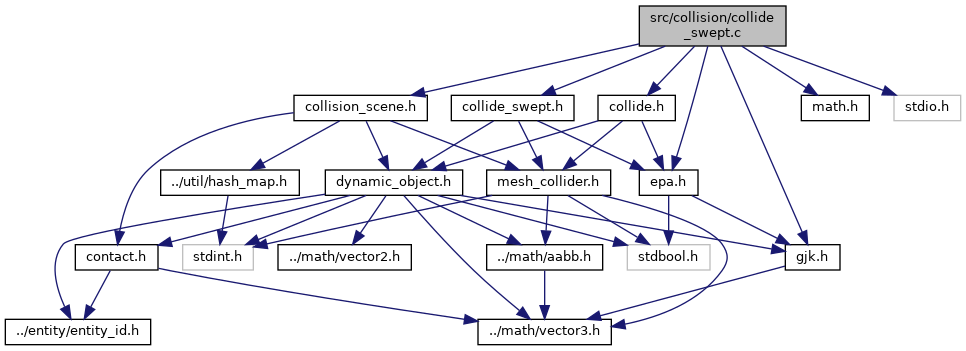 src/collision/collide
_swept.c
collision_scene.h
collide_swept.h
collide.h
math.h
stdio.h
../util/hash_map.h
dynamic_object.h
mesh_collider.h
epa.h
contact.h
stdint.h
../math/vector2.h
../math/aabb.h
stdbool.h
gjk.h
../entity/entity_id.h
../math/vector3.h